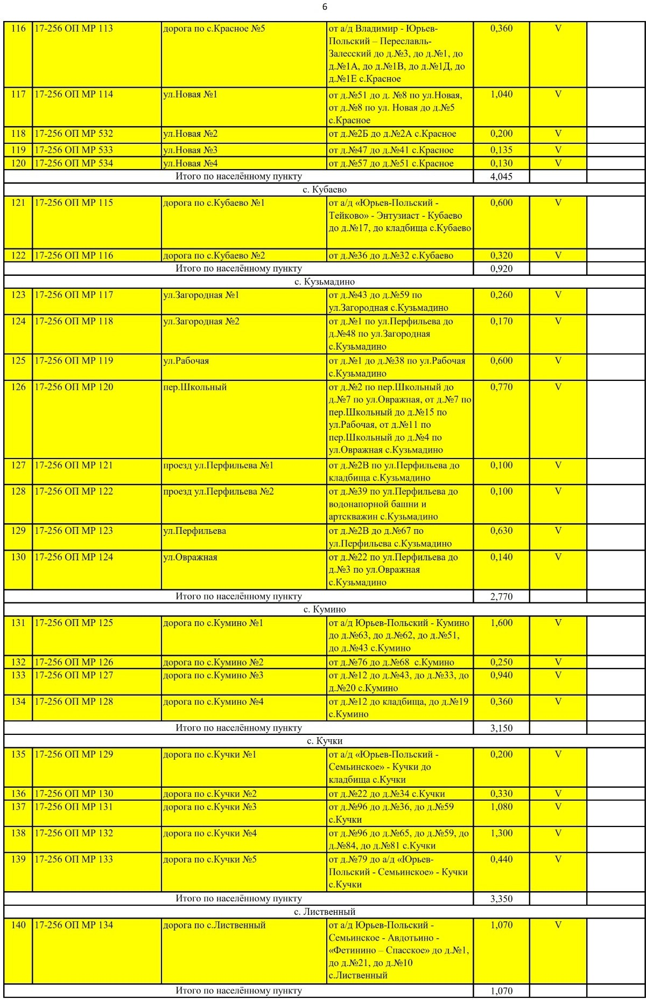 6
116 17-256 ОП МР 113 дорога по с.Красное №5 от а/д Владимир - Юрьев- 0,360 V
Польский – Переславль-
Залесский до д.№3, до д.№1, до
д.№1А, до д.№1В, до д.№1Д, до
д.№1Е с.Красное
117 17-256 ОП МР 114 ул.Новая №1 от д.№51 до д. №8 по ул.Новая, 1,040 V
от д.№8 по ул. Новая до д.№5
с.Красное
118 17-256 ОП МР 532 ул.Новая №2 от д.№2Б до д.№2А с.Красное 0,200 V
119 17-256 ОП МР 533 ул.Новая №3 от д.№47 до д.№41 с.Красное 0,135 V
120 17-256 ОП МР 534 ул.Новая №4 от д.№57 до д.№51 с.Красное 0,130 V
Итого по населённому пункту 4,045
с. Кубаево
121 17-256 ОП МР 115 дорога по с.Кубаево №1 от а/д «Юрьев-Польский - 0,600 V
Тейково» - Энтузиаст - Кубаево
до д.№17, до кладбища с.Кубаево
122 17-256 ОП МР 116 дорога по с.Кубаево №2 от д.№36 до д.№32 с.Кубаево 0,320 V
Итого по населённому пункту 0,920
с. Кузьмадино
123 17-256 ОП МР 117 ул.Загородная №1 от д.№43 до д.№59 по 0,260 V
ул.Загородная с.Кузьмадино
124 17-256 ОП МР 118 ул.Загородная №2 от д.№1 по ул.Перфильева до 0,170 V
д.№48 по ул.Загородная
с.Кузьмадино
125 17-256 ОП МР 119 ул.Рабочая от д.№1 до д.№38 по ул.Рабочая 0,600 V
с.Кузьмадино
126 17-256 ОП МР 120 пер.Школьный от д.№2 по пер.Школьный до 0,770 V
д.№7 по ул.Овражная, от д.№7 по
пер.Школьный до д.№15 по
ул.Рабочая, от д.№11 по
пер.Школьный до д.№4 по
ул.Овражная с.Кузьмадино
127 17-256 ОП МР 121 проезд ул.Перфильева №1 от д.№2В по ул.Перфильева до 0,100 V
кладбища с.Кузьмадино
128 17-256 ОП МР 122 проезд ул.Перфильева №2 от д.№39 по ул.Перфильева до 0,100 V
водонапорной башни и
артскважин с.Кузьмадино
129 17-256 ОП МР 123 ул.Перфильева от д.№2В до д.№67 по 0,630 V
ул.Перфильева с.Кузьмадино
130 17-256 ОП МР 124 ул.Овражная от д.№22 по ул.Перфильева до 0,140 V
д.№3 по ул.Овражная
с.Кузьмадино
Итого по населённому пункту 2,770
с. Кумино
131 17-256 ОП МР 125 дорога по с.Кумино №1 от а/д Юрьев-Польский - Кумино 1,600 V
до д.№63, до д.№62, до д.№51,
до д.№43 с.Кумино
132 17-256 ОП МР 126 дорога по с.Кумино №2 от д.№76 до д.№68 с.Кумино 0,250 V
133 17-256 ОП МР 127 дорога по с.Кумино №3 от д.№12 до д.№43, до д.№33, до 0,940 V
д.№20 с.Кумино
134 17-256 ОП МР 128 дорога по с.Кумино №4 от д.№12 до кладбища, до д.№19 0,360 V
с.Кумино
Итого по населённому пункту 3,150
с. Кучки
135 17-256 ОП МР 129 дорога по с.Кучки №1 от а/д «Юрьев-Польский - 0,200 V
Семьинское» - Кучки до
кладбища с.Кучки
136 17-256 ОП МР 130 дорога по с.Кучки №2 от д.№22 до д.№34 с.Кучки 0,330 V
137 17-256 ОП МР 131 дорога по с.Кучки №3 от д.№96 до д.№36, до д.№59 1,080 V
с.Кучки
138 17-256 ОП МР 132 дорога по с.Кучки №4 от д.№96 до д.№65, до д.№59, до 1,300 V
д.№84, до д.№81 с.Кучки
139 17-256 ОП МР 133 дорога по с.Кучки №5 от д.№79 до а/д «Юрьев- 0,440 V
Польский - Семьинское» - Кучки
с.Кучки
Итого по населённому пункту 3,350
с. Лиственный
140 17-256 ОП МР 134 дорога по с.Лиственный от а/д Юрьев-Польский - 1,070 V
Семьинское - Авдотьино -
«Фетинино – Спасское» до д.№1,
до д.№21, до д.№10
с.Лиственный
Итого по населённому пункту 1,070